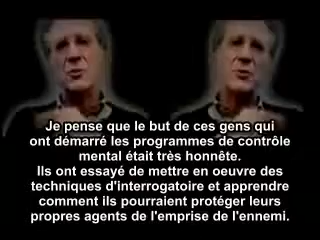 Je pense que le but de ces gens qui
ont démarré les programmes de contrôle
mental était très honnête.
Ils ont essayé de mettre en oeuvre des
techniques d'interrogatoire et apprendre
comment ils pourraient protéger leurs
propres agents de l'emprise de l'ennemi.